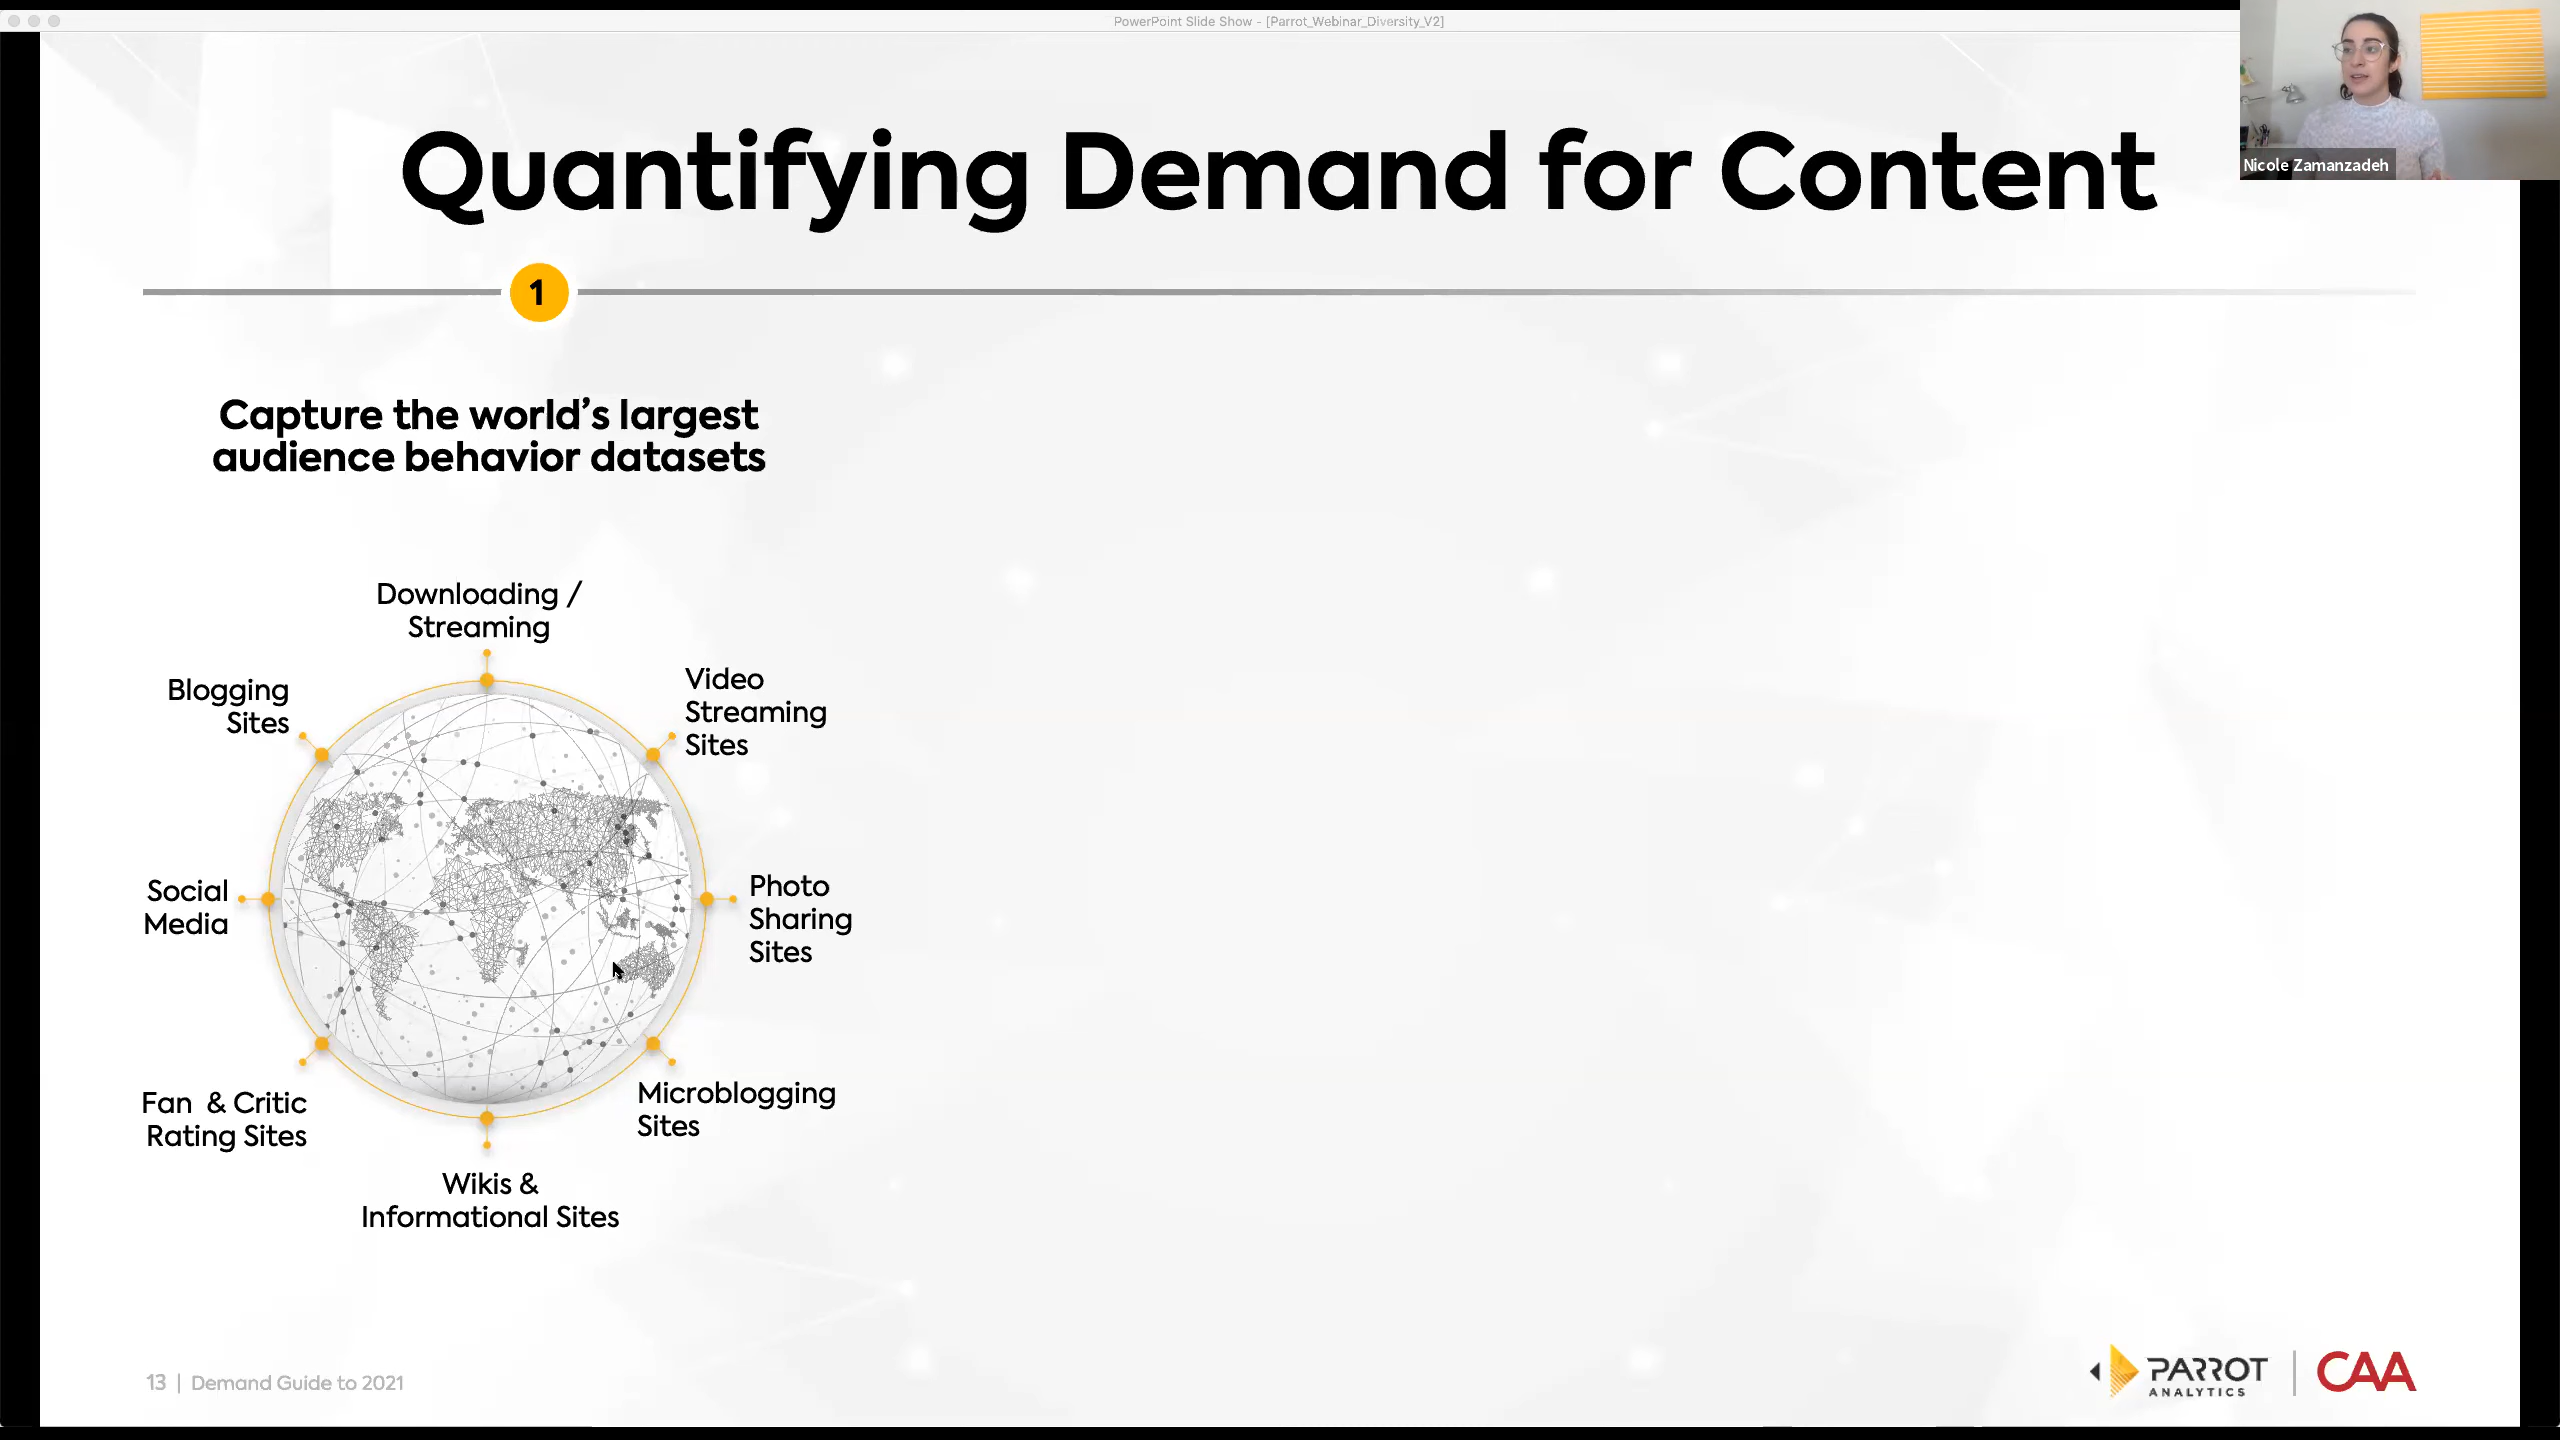 PowerPoint Slide Show - [Parrot_Webinar_Diversity_V2]
Nicole Zamanzadeh
Quantifying Demand for Content
1
Capture the world’s largest
audience behavior datasets
Downloading /
Streaming
Video
Streaming
Sites
Blogging
Sites
Social
Media
Photo
Sharing
Sites
Fan & Critic
Rating Sites
Microblogging
Sites
Wikis &
Informational Sites
13 | Demand Guide to 2021
PARROT
ANALYTICS
CAA